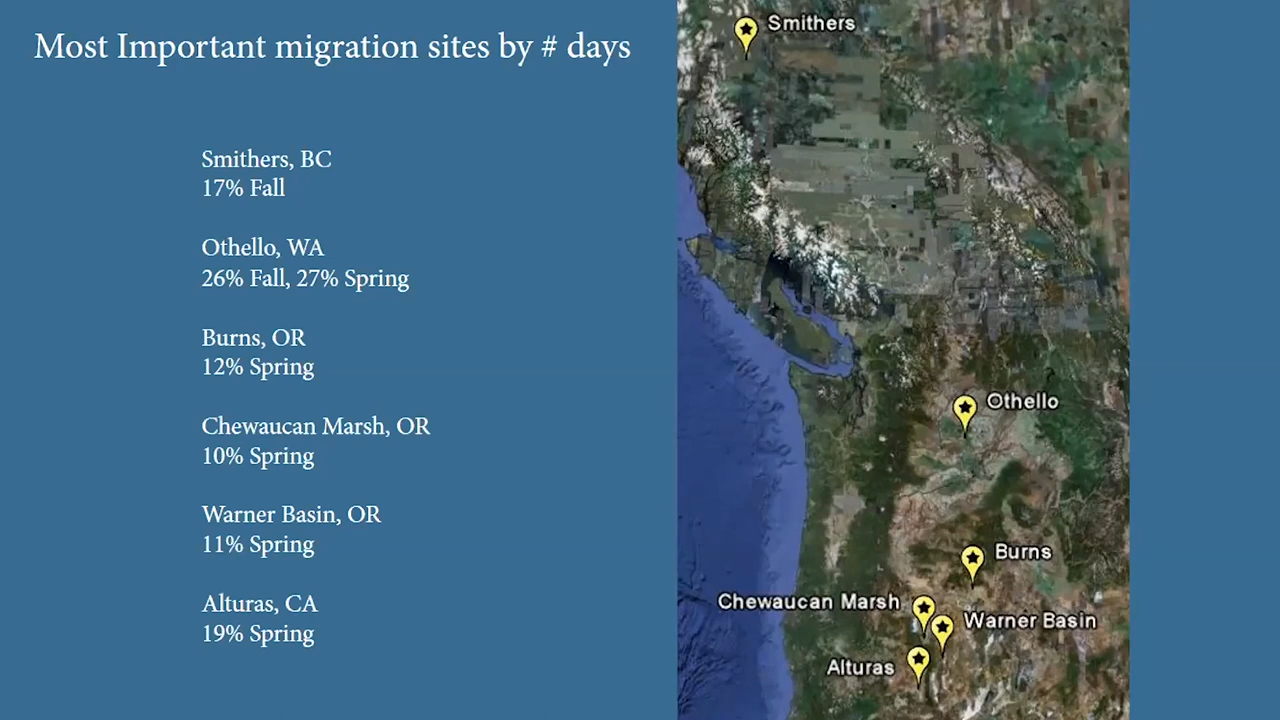 Most Important migration sites by # days
Smithers, BC
17% Fall
Othello, WA
26% Fall, 27% Spring
Burns, OR
12% Spring
Chewaucan Marsh, OR
10% Spring
Warner Basin, OR
11% Spring
Alturas, CA
19% Spring
Smithers
Othello
Burns
Chewaucan Marsh
Warner Basin
Alturas